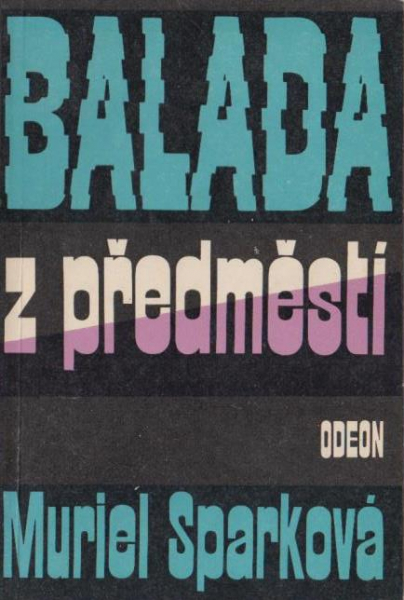 BALADA
z předměstí
ODEON
Muriel Sparková